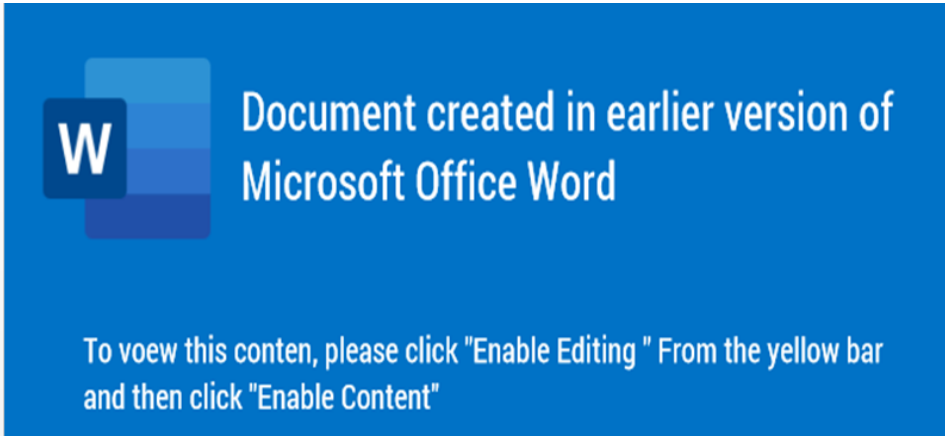 W
Document created in earlier version of
Microsoft Office Word
To voew this conten, please click "Enable Editing " From the yellow bar
and then click "Enable Content"